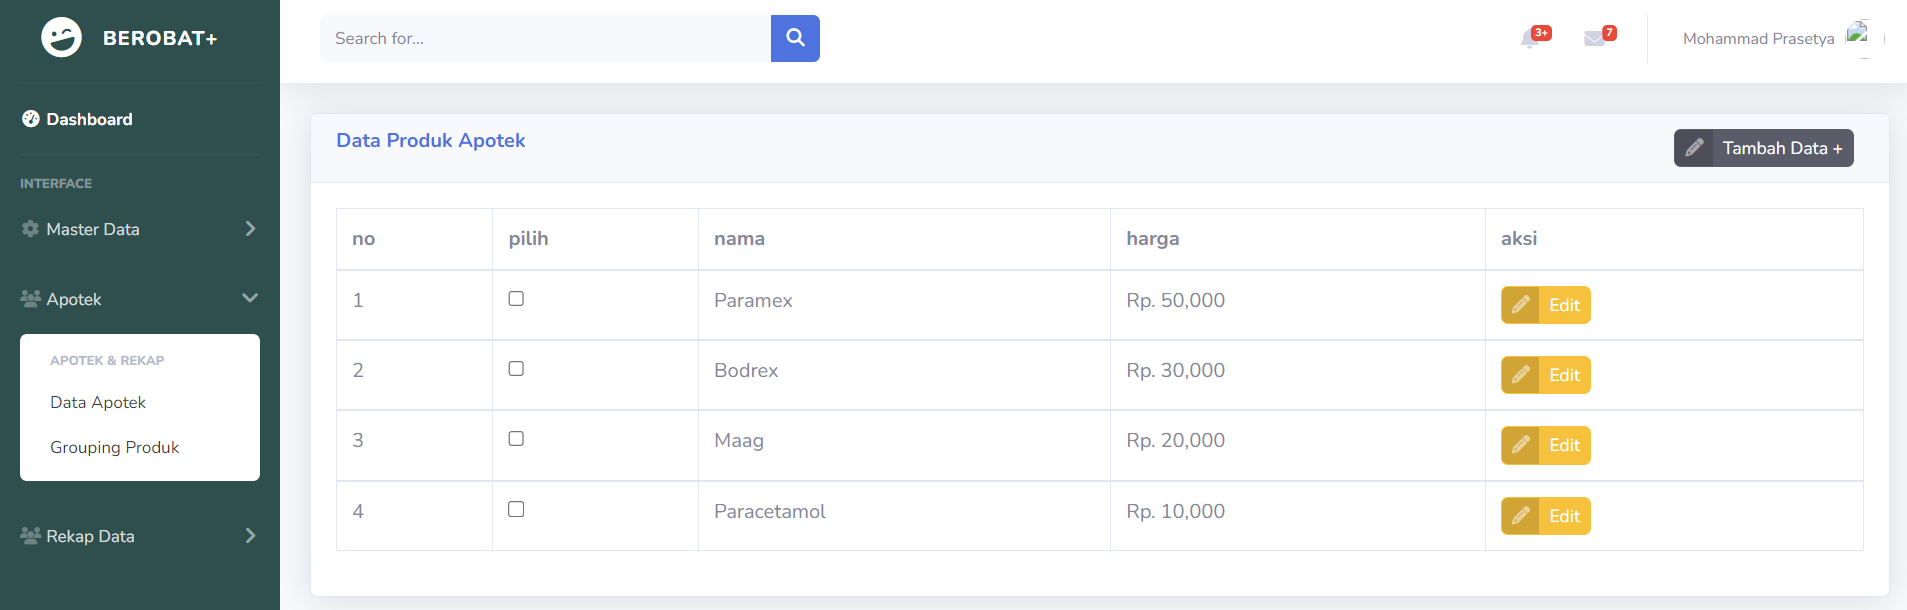 BEROBAT+
Dashboard
INTERFACE
Master Data
Apotek
APOTEK & REKAP
Data Apotek
Grouping Produk
Rekap Data
Search for...
3+
7
Mohammad Prasetya
Data Produk Apotek
Tambah Data +
no pilih nama harga aksi
1 Paramex Rp. 50,000 Edit
2 Bodrex Rp. 30,000 Edit
3 Maag Rp. 20,000 Edit
4 Paracetamol Rp. 10,000 Edit